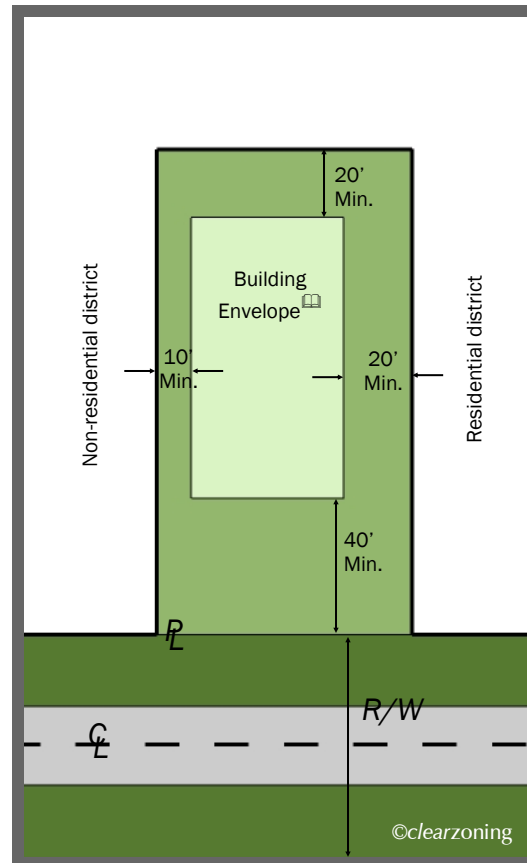 20’
Min.
Building
Envelope
Non-residential district
10’
Min.
20’
Min.
Residential district
40’
Min.
PL
R/W
CL
©clearzoning